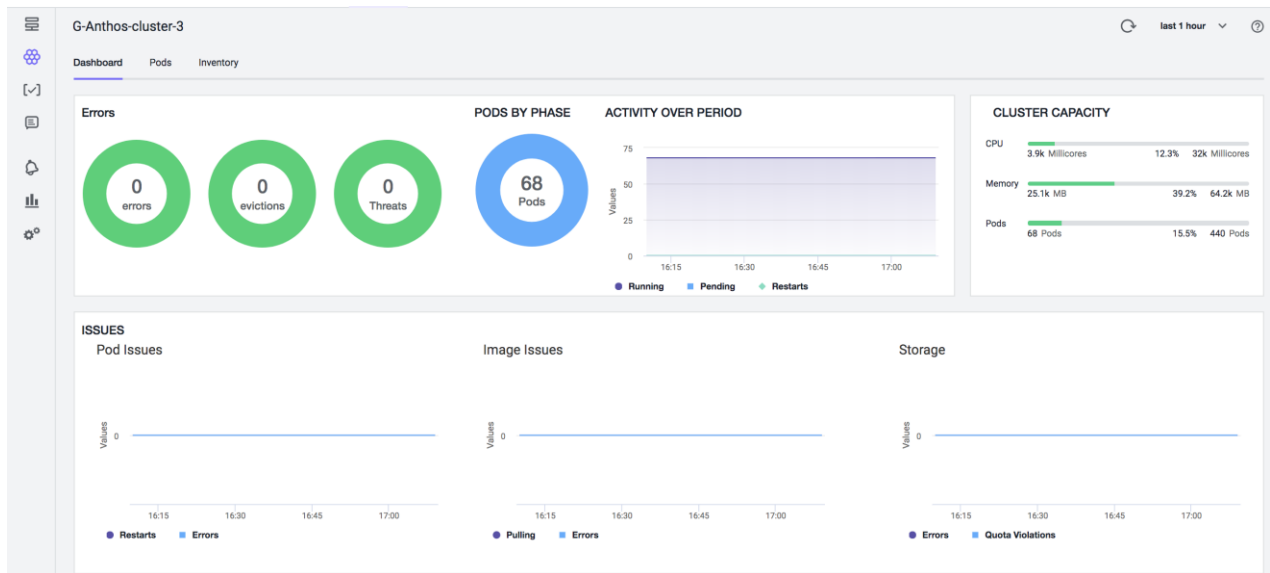 G-Anthos-cluster-3
last 1 hour
?
Dashboard Pods Inventory
Errors
0
errors
0
evictions
0
Threats
PODS BY PHASE
68
Pods
ACTIVITY OVER PERIOD
Values
75
50
25
0
16:15 16:30 16:45 17:00
Running Pending Restarts
CLUSTER CAPACITY
CPU
3.9k Millicores 12.3% 32k Millicores
Memory
25.1k MB 39.2% 64.2k MB
Pods
68 Pods 15.5% 440 Pods
ISSUES
Pod Issues
Values
0
16:15 16:30 16:45 17:00
Restarts Errors
Image Issues
Values
0
16:15 16:30 16:45 17:00
Pulling Errors
Storage
Values
0
16:15 16:30 16:45 17:00
Errors Quota Violations